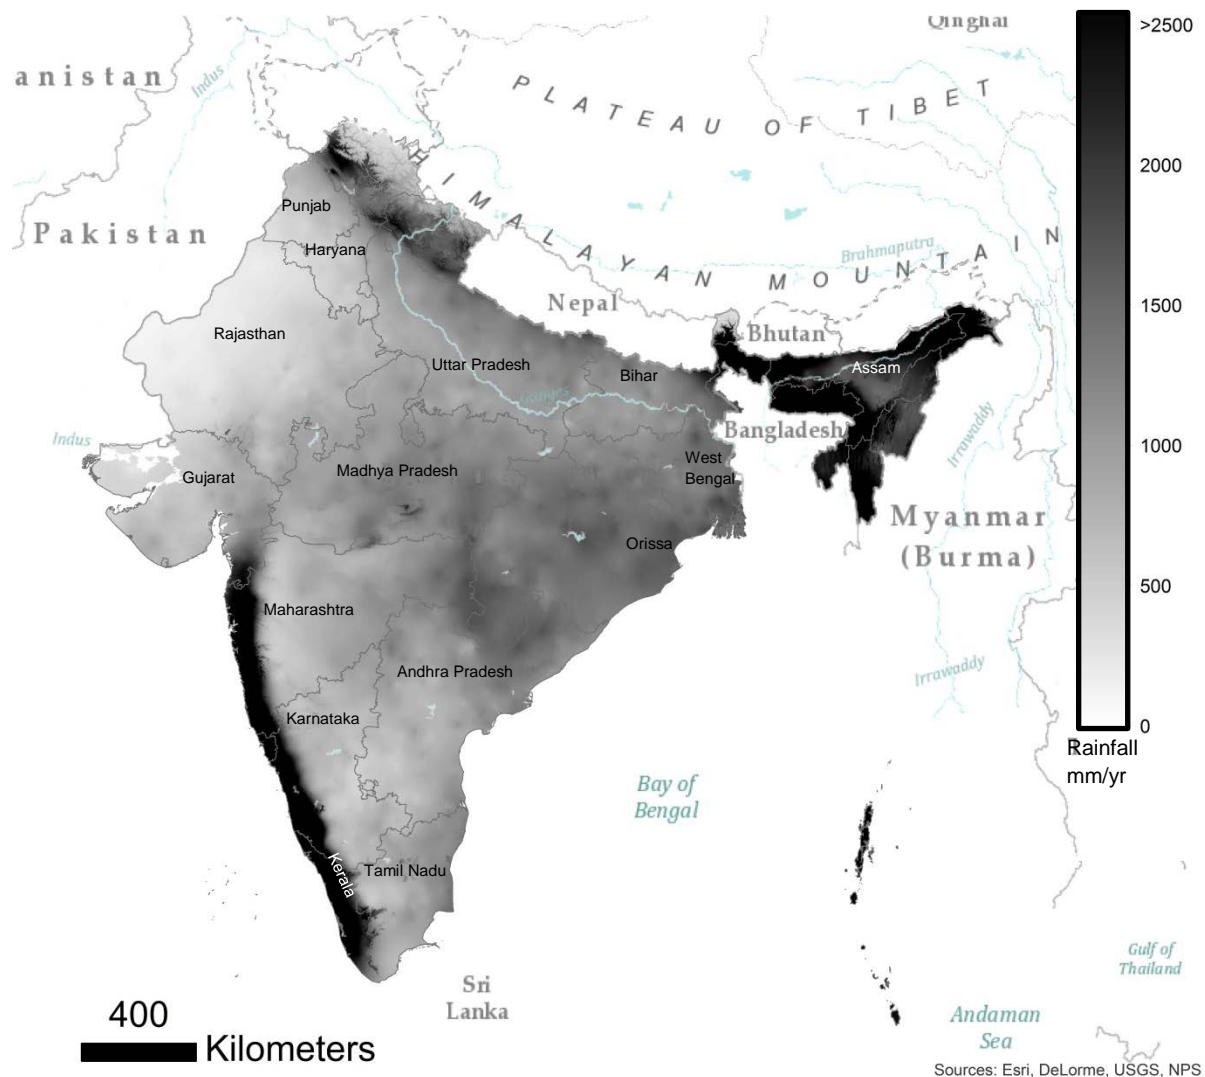 Qinghai
>2500
anistan
Indus
PLATEAU OF TIBET
2000
HIMALAYAN MOUNTAIN
Punjab
Pakistan
Haryana
Brahmaputra
Nepal
1500
Rajasthan
Bhutan
Uttar Pradesh
Assam
Bihar
Ganges
Indus
Bangladesh
Irrawaddy
1000
West
Bengal
Madhya Pradesh
Gujarat
Myanmar
(Burma)
Orissa
500
Maharashtra
Andhra Pradesh
Irrawaddy
Karnataka
0
Rainfall
mm/yr
Bay of
Bengal
Kerala
Tamil Nadu
Gulf of
Thailand
Sri
Lanka
400
Kilometers
Andaman
Sea
Sources: Esri, DeLorme, USGS, NPS